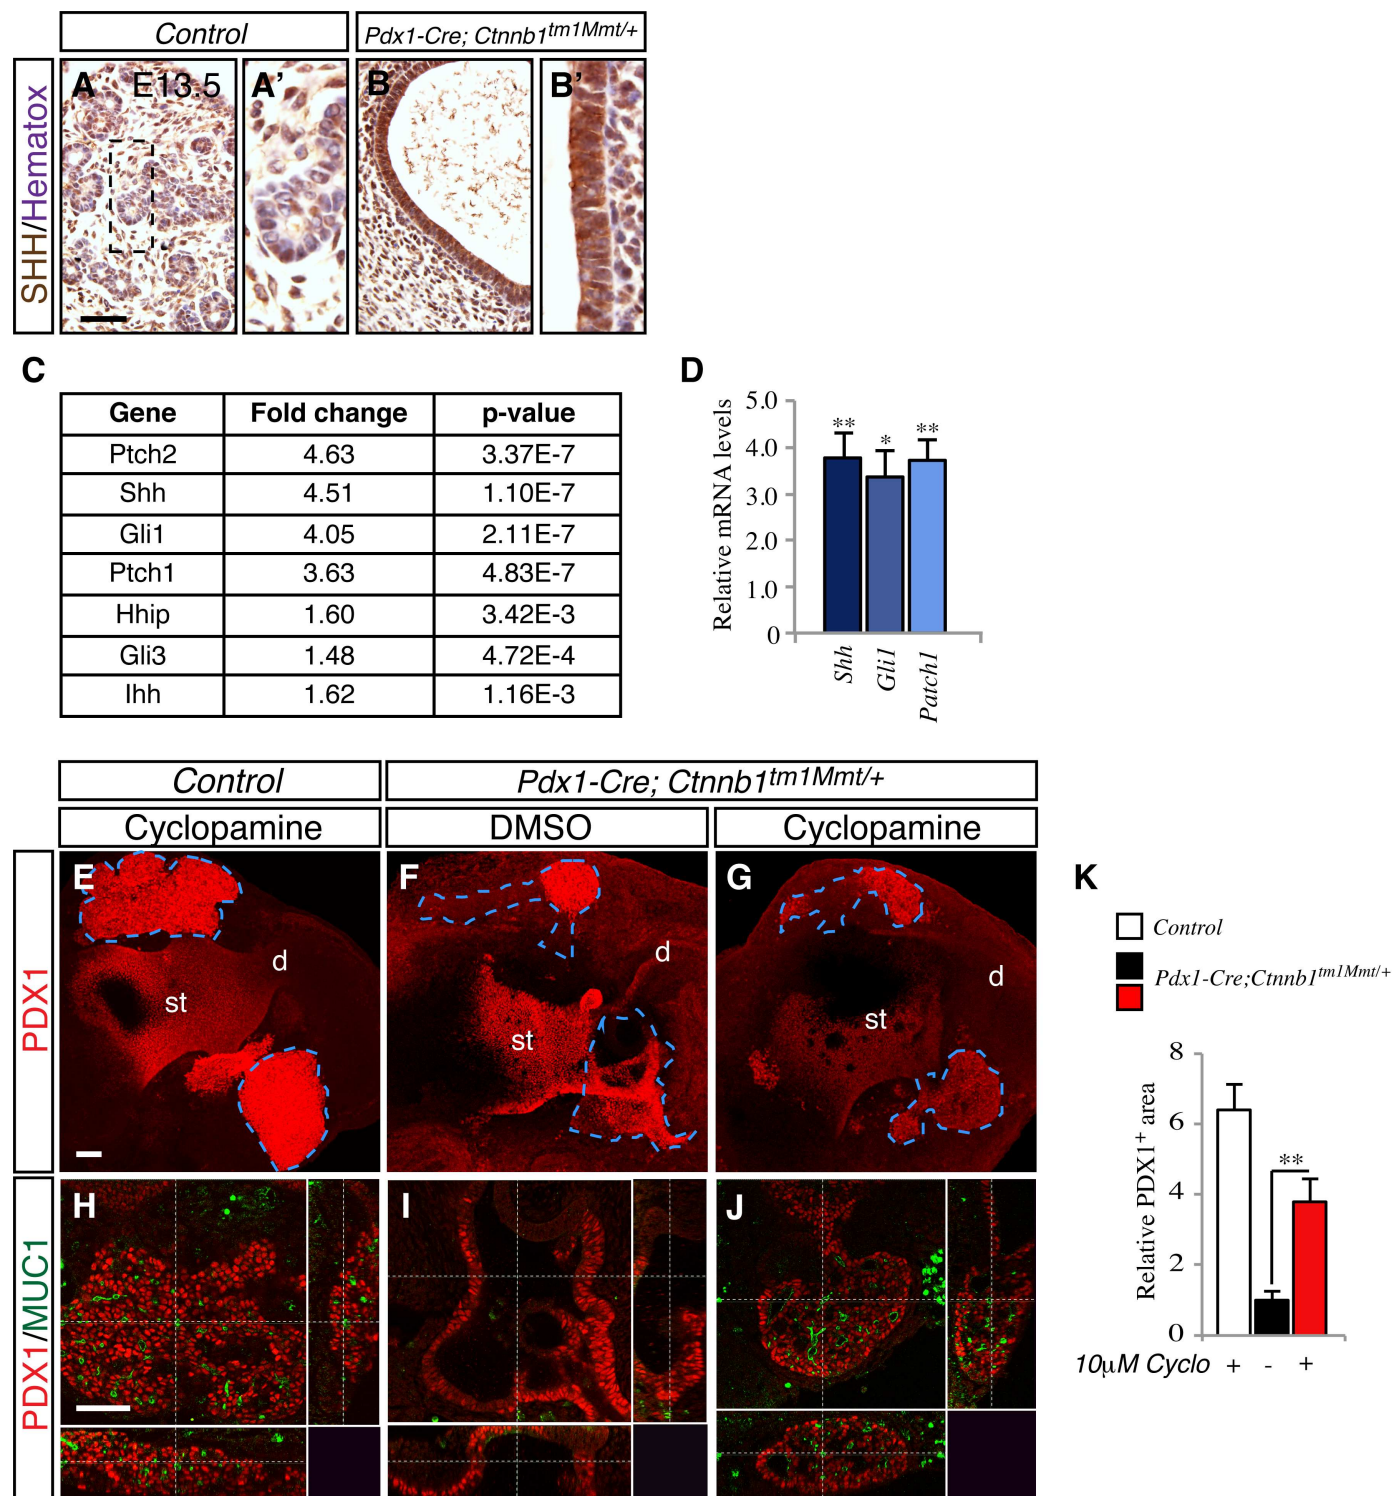 Control
Pdx1-Cre; Ctnnb1tm1Mmt/+
SHH/Hematox
A E13.5
A'
B
B'
C
Gene Fold change p-value
Ptch2 4.63 3.37E-7
Shh 4.51 1.10E-7
Gli1 4.05 2.11E-7
Ptch1 3.63 4.83E-7
Hhip 1.60 3.42E-3
Gli3 1.48 4.72E-4
Ihh 1.62 1.16E-3
D
Relative mRNA levels
5.0
4.0
3.0
2.0
1.0
0
** * **
Shh
Gli1
Patch1
Control
Pdx1-Cre; Ctnnb1tm1Mmt/+
Cyclopamine
DMSO
Cyclopamine
PDX1
E
st
d
F
st
d
G
st
d
PDX1/MUC1
H
I
J
K
Control
Pdx1-Cre;Ctnnb1tm1Mmt/+
Relative PDX1+ area
8
6
4
2
0
**
10μM Cyclo + - +